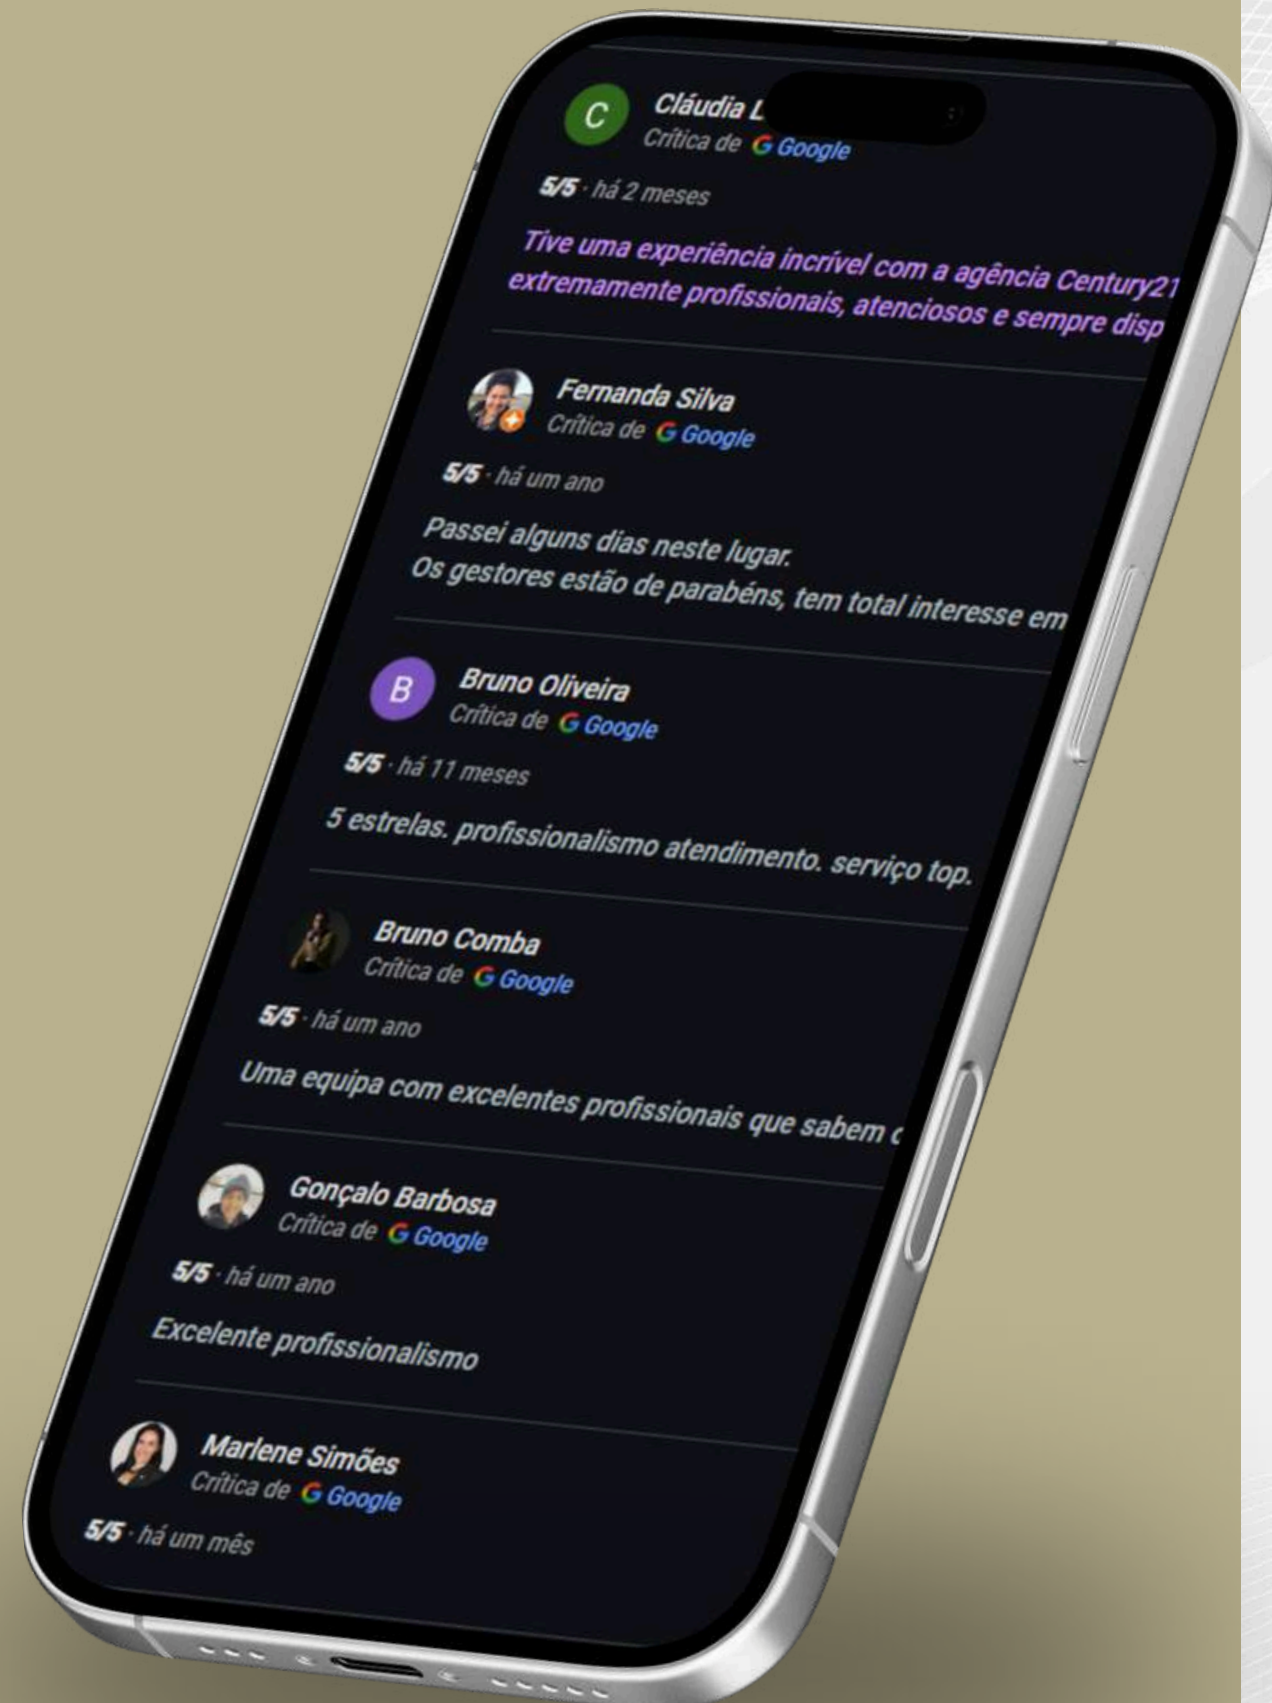 C
Cláudia L
Crítica de Google
5/5 · há 2 meses
Tive uma experiência incrível com a agência Century21
extremamente profissionais, atenciosos e sempre disp
Fernanda Silva
Crítica de Google
5/5 · há um ano
Passei alguns dias neste lugar.
Os gestores estão de parabéns, tem total interesse em
B
Bruno Oliveira
Crítica de Google
5/5 · há 11 meses
5 estrelas. profissionalismo atendimento. serviço top.
Bruno Comba
Crítica de Google
5/5 · há um ano
Uma equipa com excelentes profissionais que sabem
Gonçalo Barbosa
Crítica de Google
5/5 · há um ano
Excelente profissionalismo
Marlene Simões
Crítica de Google
5/5 · há um mês